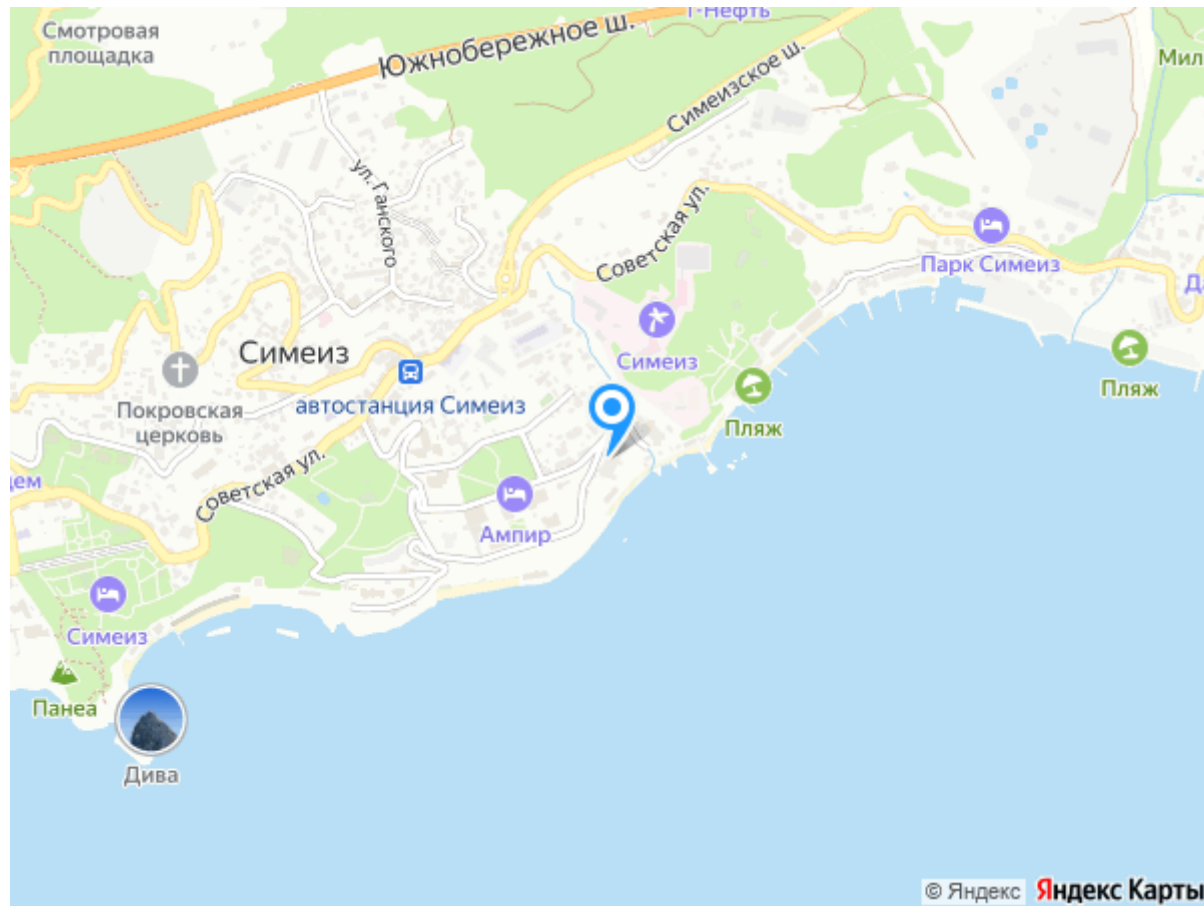 Смотровая
площадка
Южнобережное ш.
Т-Нефть
Симеизское ш.
Мил
ул. Ганского
Советская ул.
Парк Симеиз
Да
Симеиз
Симеиз
Покровская
церковь
автостанция Симеиз
Пляж
Пляж
Советская ул.
дем
Ампир
Симеиз
Панеа
Дива
© Яндекс
Яндекс Карты